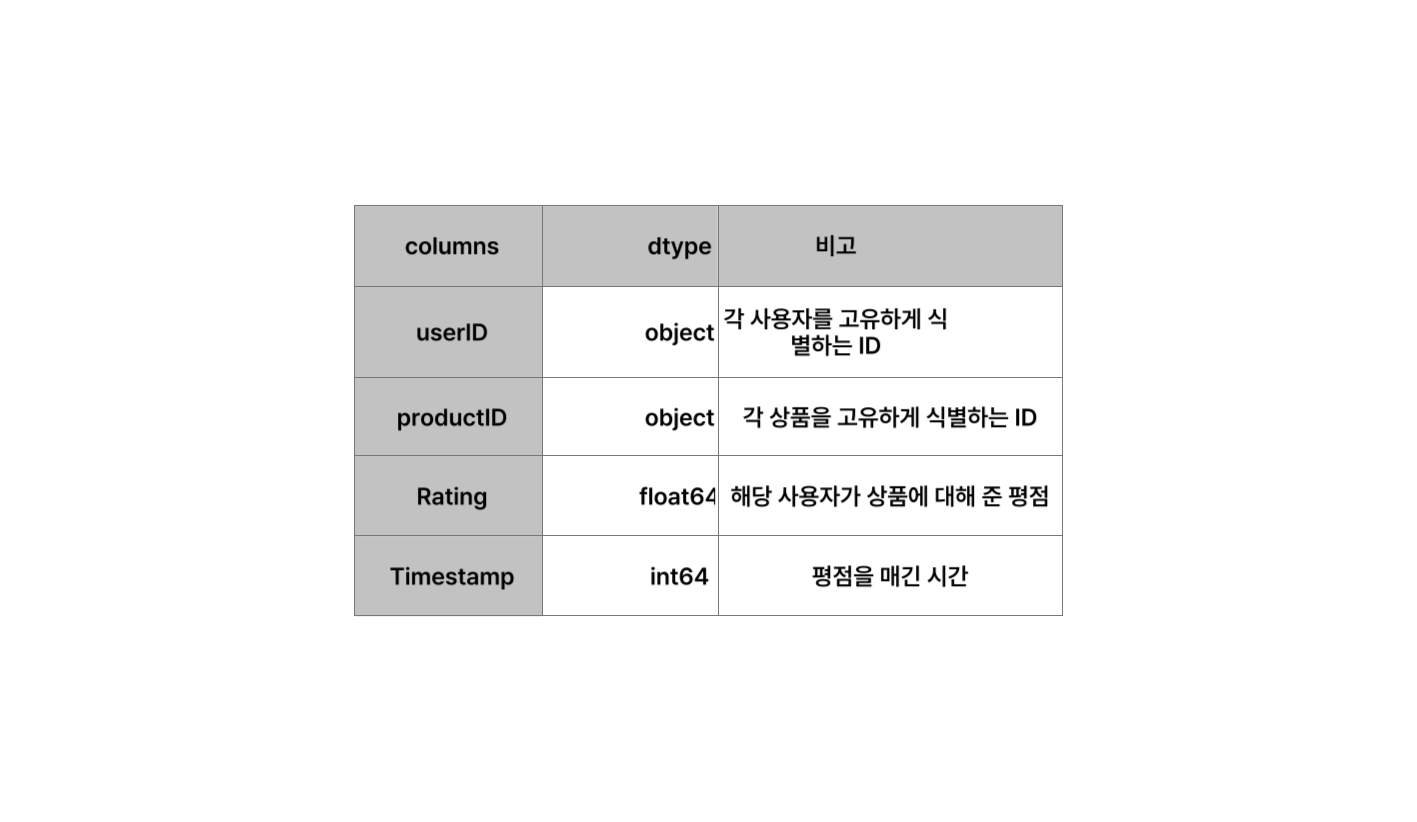 columns dtype 비고
userID object 각 사용자를 고유하게 식
별하는 ID
productID object 각 상품을 고유하게 식별하는 ID
Rating float64 해당 사용자가 상품에 대해 준 평점
Timestamp int64 평점을 매긴 시간